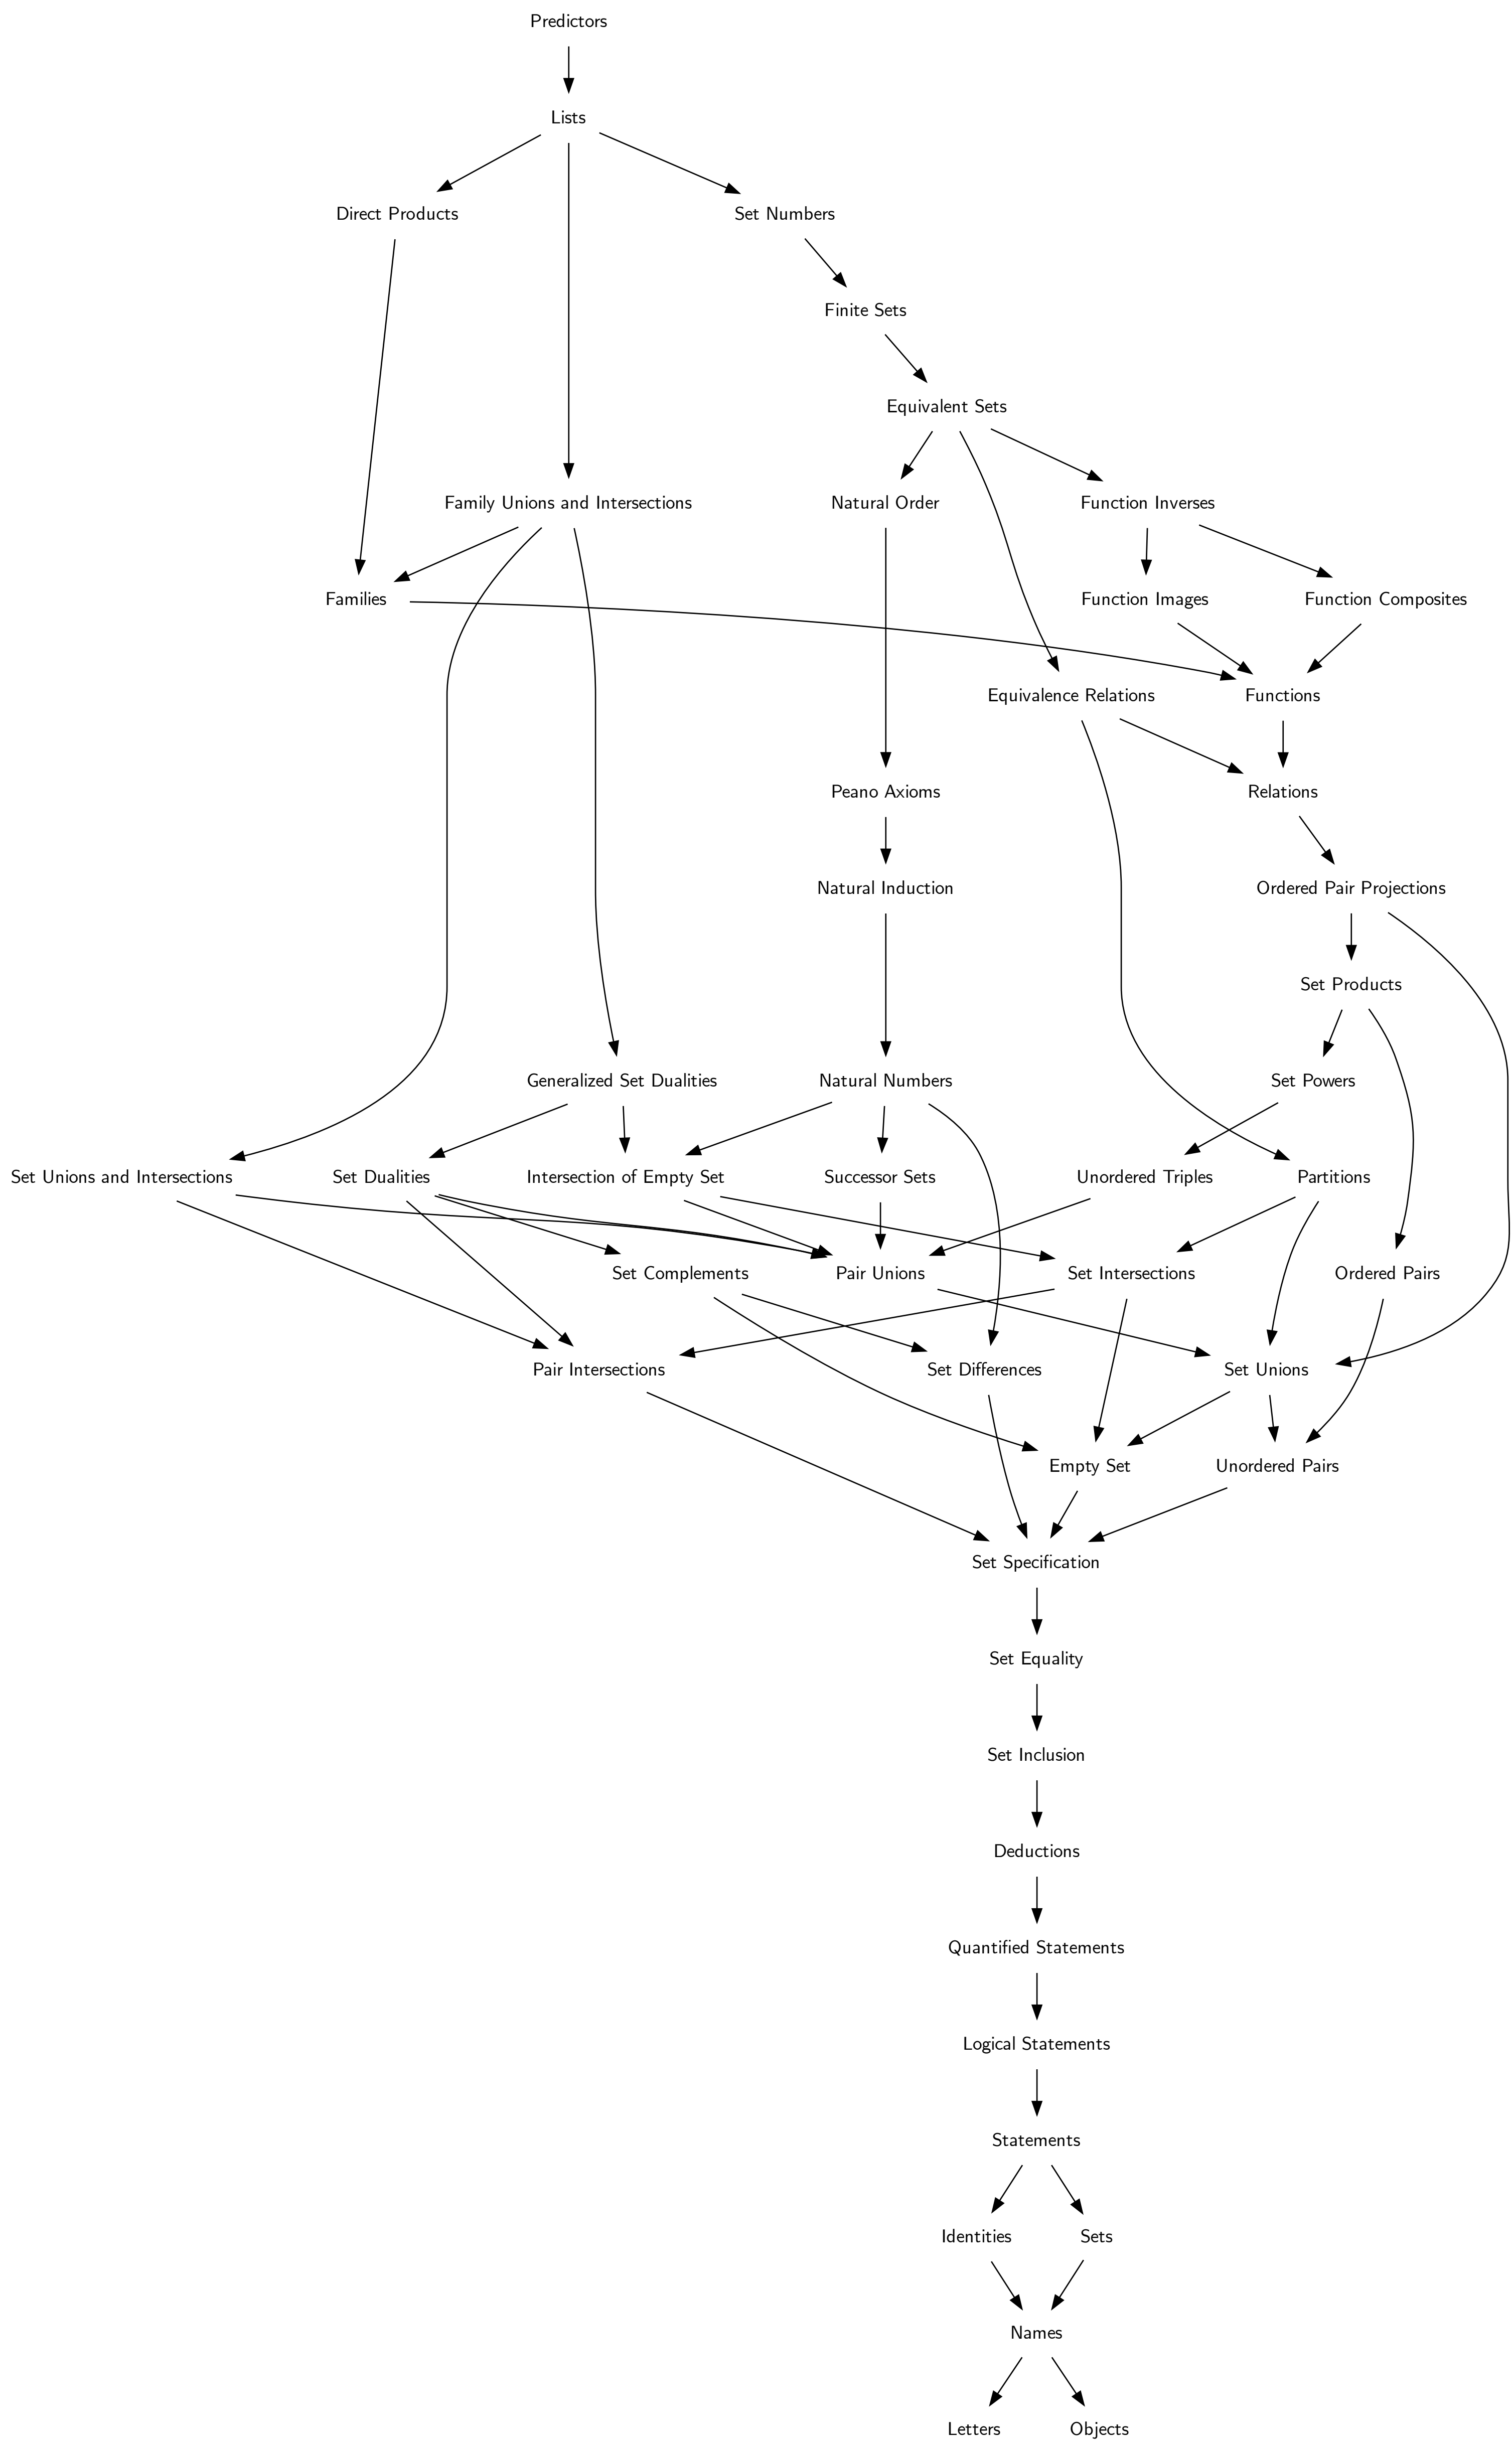 Predictors
Lists
Direct Products
Set Numbers
Finite Sets
Equivalent Sets
Family Unions and Intersections
Natural Order
Function Inverses
Families
Function Images
Function Composites
Equivalence Relations
Functions
Peano Axioms
Relations
Natural Induction
Ordered Pair Projections
Set Products
Generalized Set Dualities
Natural Numbers
Set Powers
Set Unions and Intersections
Set Dualities
Intersection of Empty Set
Successor Sets
Unordered Triples
Partitions
Set Complements
Pair Unions
Set Intersections
Ordered Pairs
Pair Intersections
Set Differences
Set Unions
Empty Set
Unordered Pairs
Set Specification
Set Equality
Set Inclusion
Deductions
Quantified Statements
Logical Statements
Statements
Identities
Sets
Names
Letters
Objects